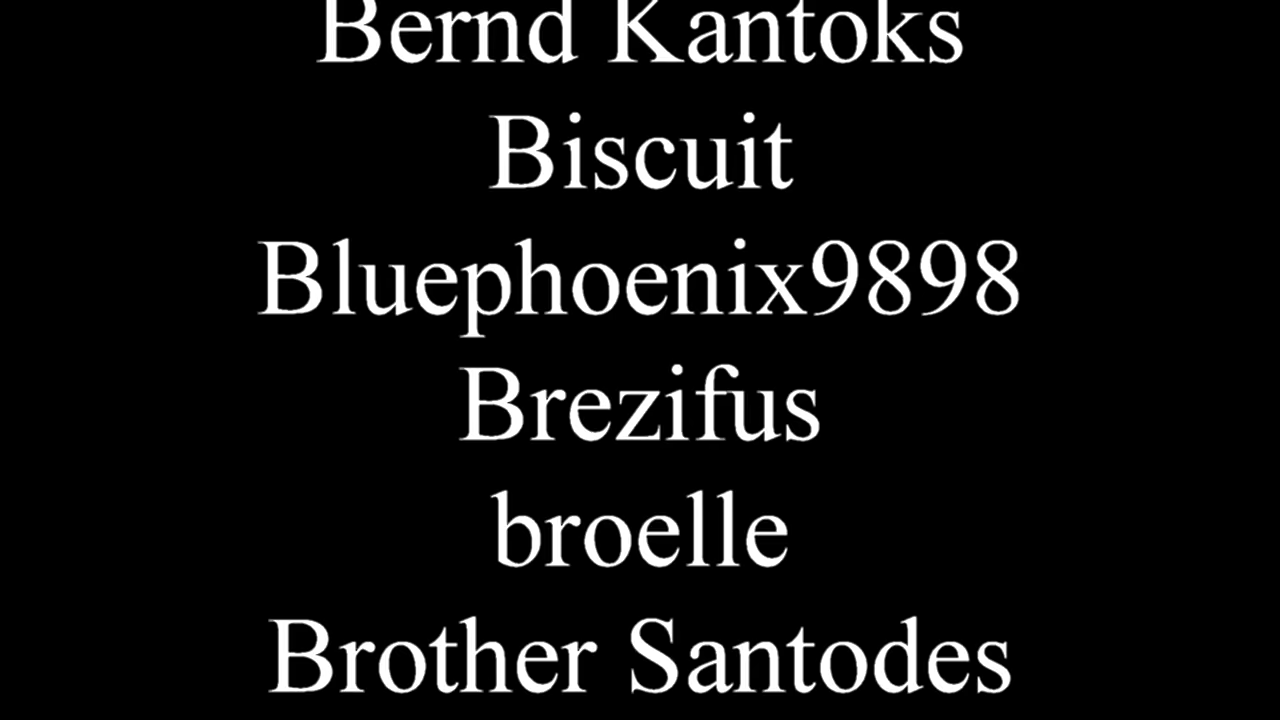 Bernd Kantoks
Biscuit
Bluephoenix9898
Brezifus
broelle
Brother Santodes